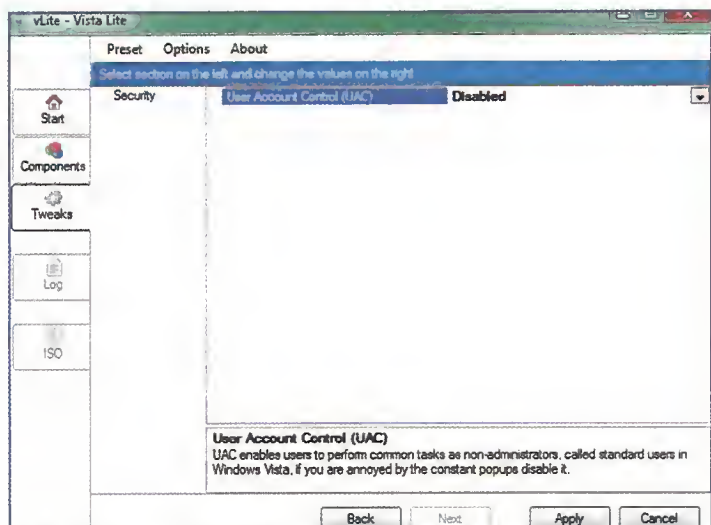 vLite - Vista Lite
Preset Options About
Select section on the left and change the values on the right
Start
Components
Tweaks
Log
ISO
Security
User Account Control (UAC) Disabled
User Account Control (UAC)
UAC enables users to perform common tasks as non-administrators, called standard users in
Windows Vista, if you are annoyed by the constant popups disable it.
Back Next Apply Cancel